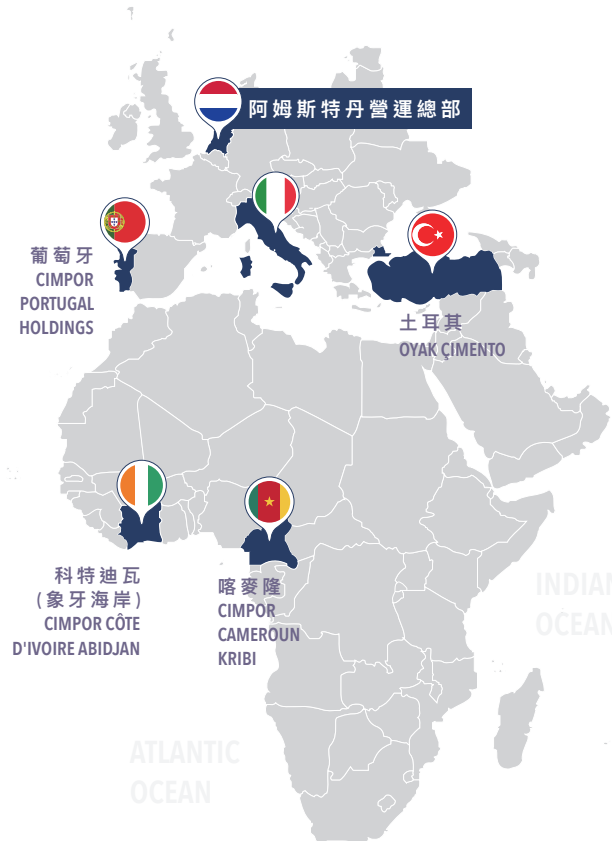 阿姆斯特丹營運總部
葡萄牙
CIMPOR
PORTUGAL
HOLDINGS
土耳其
OYAK ÇIMENTO
科特迪瓦
(象牙海岸)
CIMPOR CÔTE
D'IVOIRE ABIDJAN
喀麥隆
CIMPOR
CAMEROUN
KRIBI
INDIAN
OCEAN
ATLANTIC
OCEAN